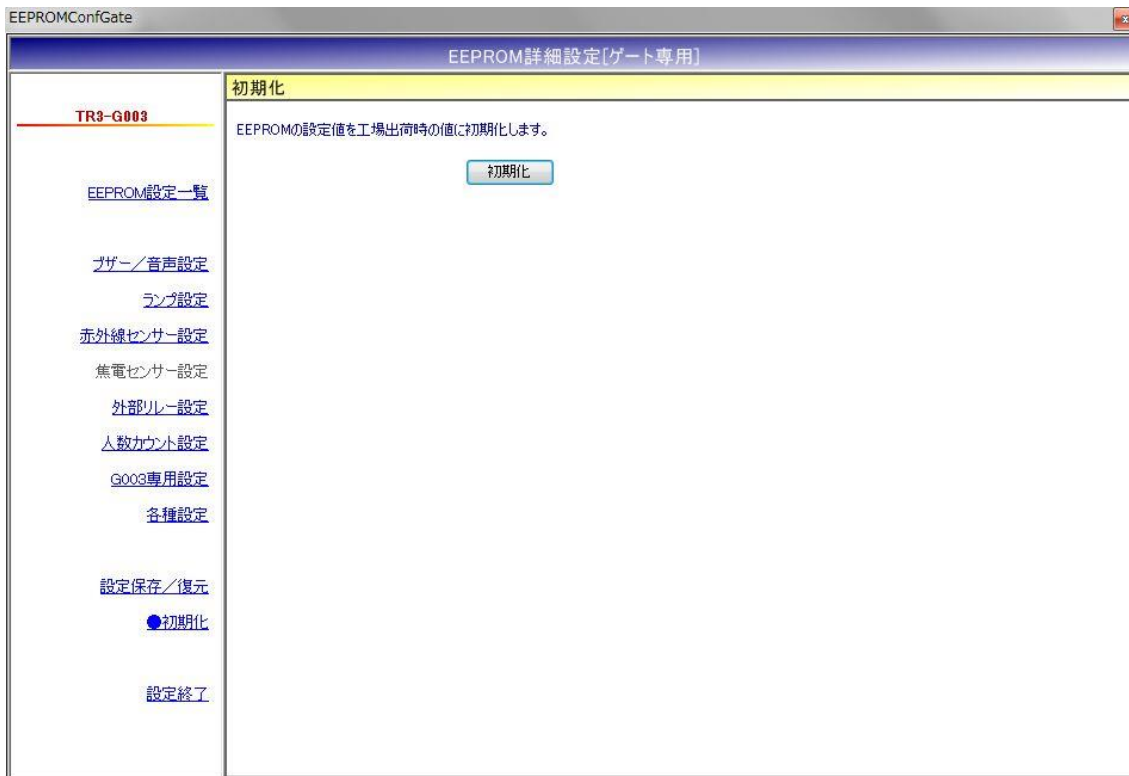 EEPROMConfGate
EEPROM詳細設定[ゲート専用]
TR3-G003
EEPROM設定一覧
ブザー／音声設定
ランプ設定
赤外線センサー設定
焦電センサー設定
外部リレー設定
人数カウント設定
G003専用設定
各種設定
設定保存／復元
●初期化
設定終了
初期化
EEPROMの設定値を工場出荷時の値に初期化します。
初期化